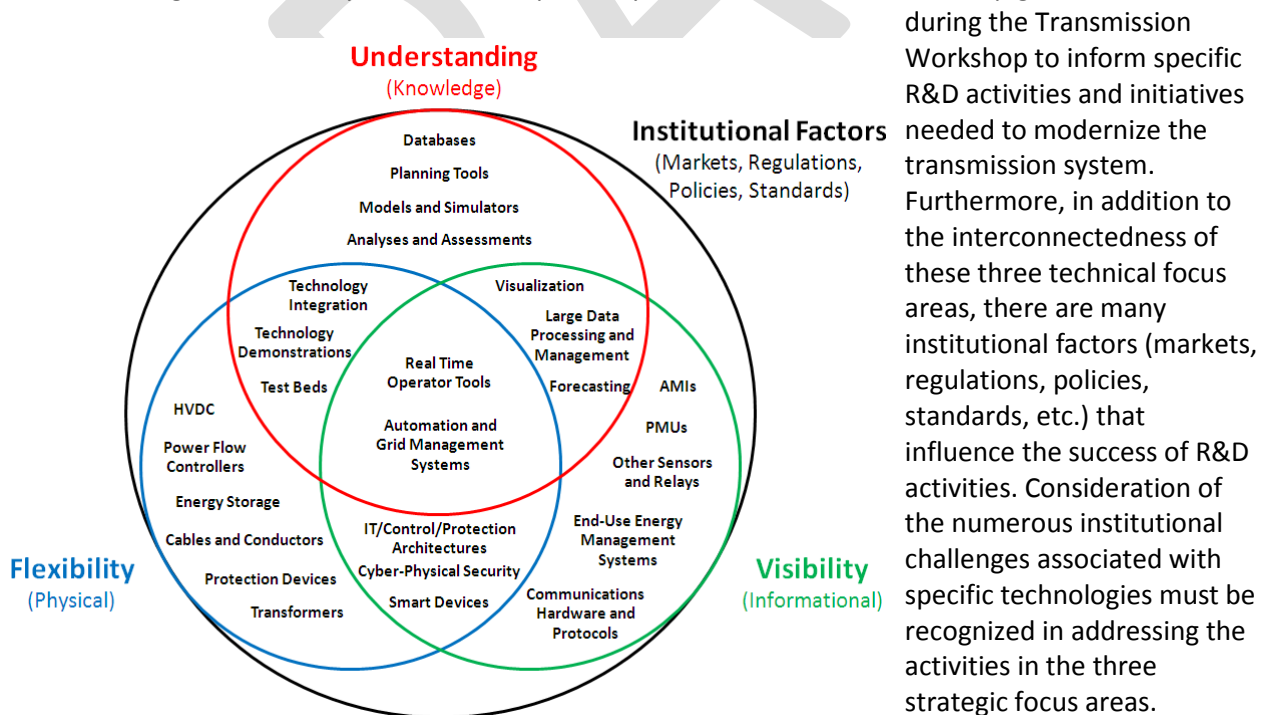 Understanding
(Knowledge)
Institutional Factors
(Markets, Regulations,
Policies, Standards)
Databases
Planning Tools
Models and Simulators
Analyses and Assessments
Technology
Integration
Technology
Demonstrations
Test Beds
Visualization
Large Data
Processing and
Management
Forecasting
Real Time
Operator Tools
Automation and
Grid Management
Systems
HVDC
Power Flow
Controllers
Energy Storage
Cables and Conductors
Protection Devices
Transformers
AMIs
PMUs
Other Sensors
and Relays
End-Use Energy
Management
Systems
Communications
Hardware and
Protocols
IT/Control/Protection
Architectures
Cyber-Physical Security
Smart Devices
Flexibility
(Physical)
Visibility
(Informational)
during the Transmission
Workshop to inform specific
R&D activities and initiatives
needed to modernize the
transmission system.
Furthermore, in addition to
the interconnectedness of
these three technical focus
areas, there are many
institutional factors (markets,
regulations, policies,
standards, etc.) that
influence the success of R&D
activities. Consideration of
the numerous institutional
challenges associated with
specific technologies must be
recognized in addressing the
activities in the three
strategic focus areas.